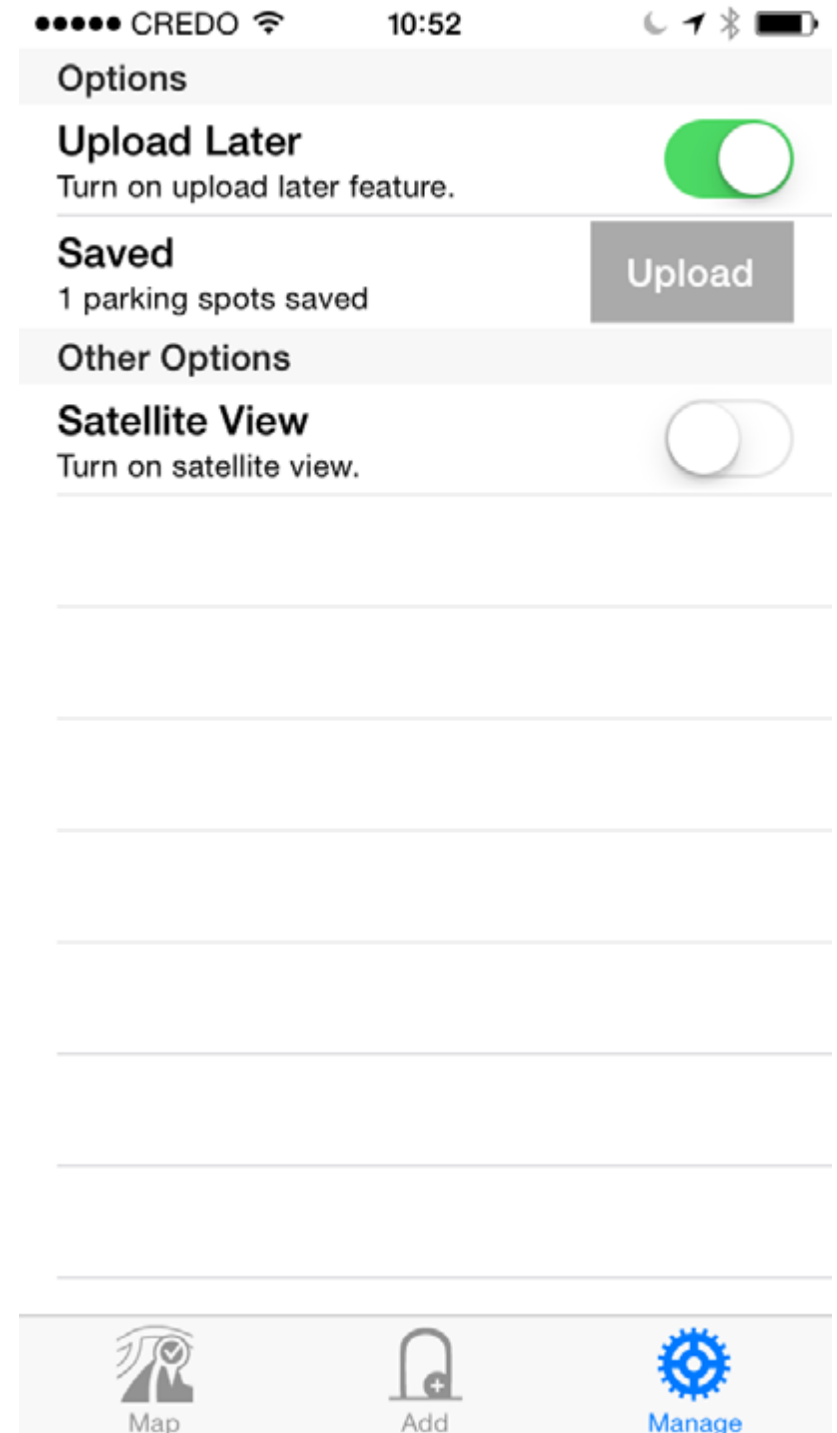 CREDO 10:52
Options
Upload Later
Turn on upload later feature.
Saved
1 parking spots saved
Upload
Other Options
Satellite View
Turn on satellite view.
Map Add Manage